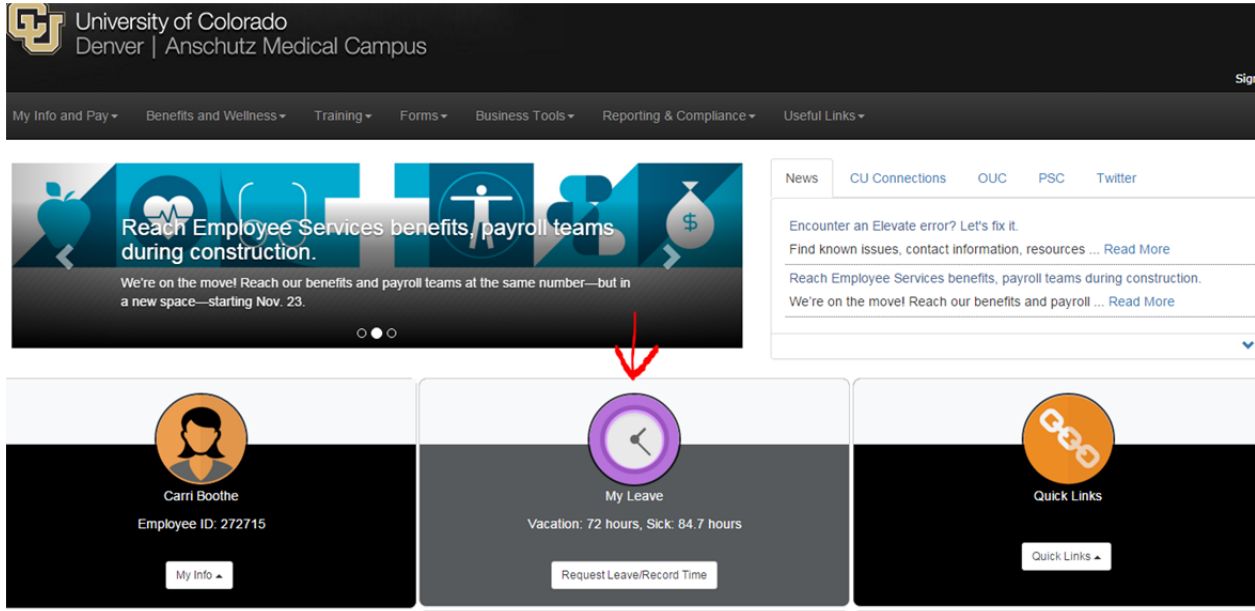 University of Colorado
Denver | Anschutz Medical Campus
My Info and Pay
Benefits and Wellness
Training
Forms
Business Tools
Reporting & Compliance
Useful Links
Reach Employee Services benefits, payroll teams
during construction.
We're on the move! Reach our benefits and payroll teams at the same number—but in
a new space—starting Nov. 23.
News
CU Connections
OUC
PSC
Twitter
Encounter an Elevate error? Let's fix it.
Find known issues, contact information, resources ... Read More
Reach Employee Services benefits, payroll teams during construction.
We're on the move! Reach our benefits and payroll ... Read More
Carri Boothe
Employee ID: 272715
My Info
My Leave
Vacation: 72 hours, Sick: 84.7 hours
Request Leave/Record Time
Quick Links
Quick Links